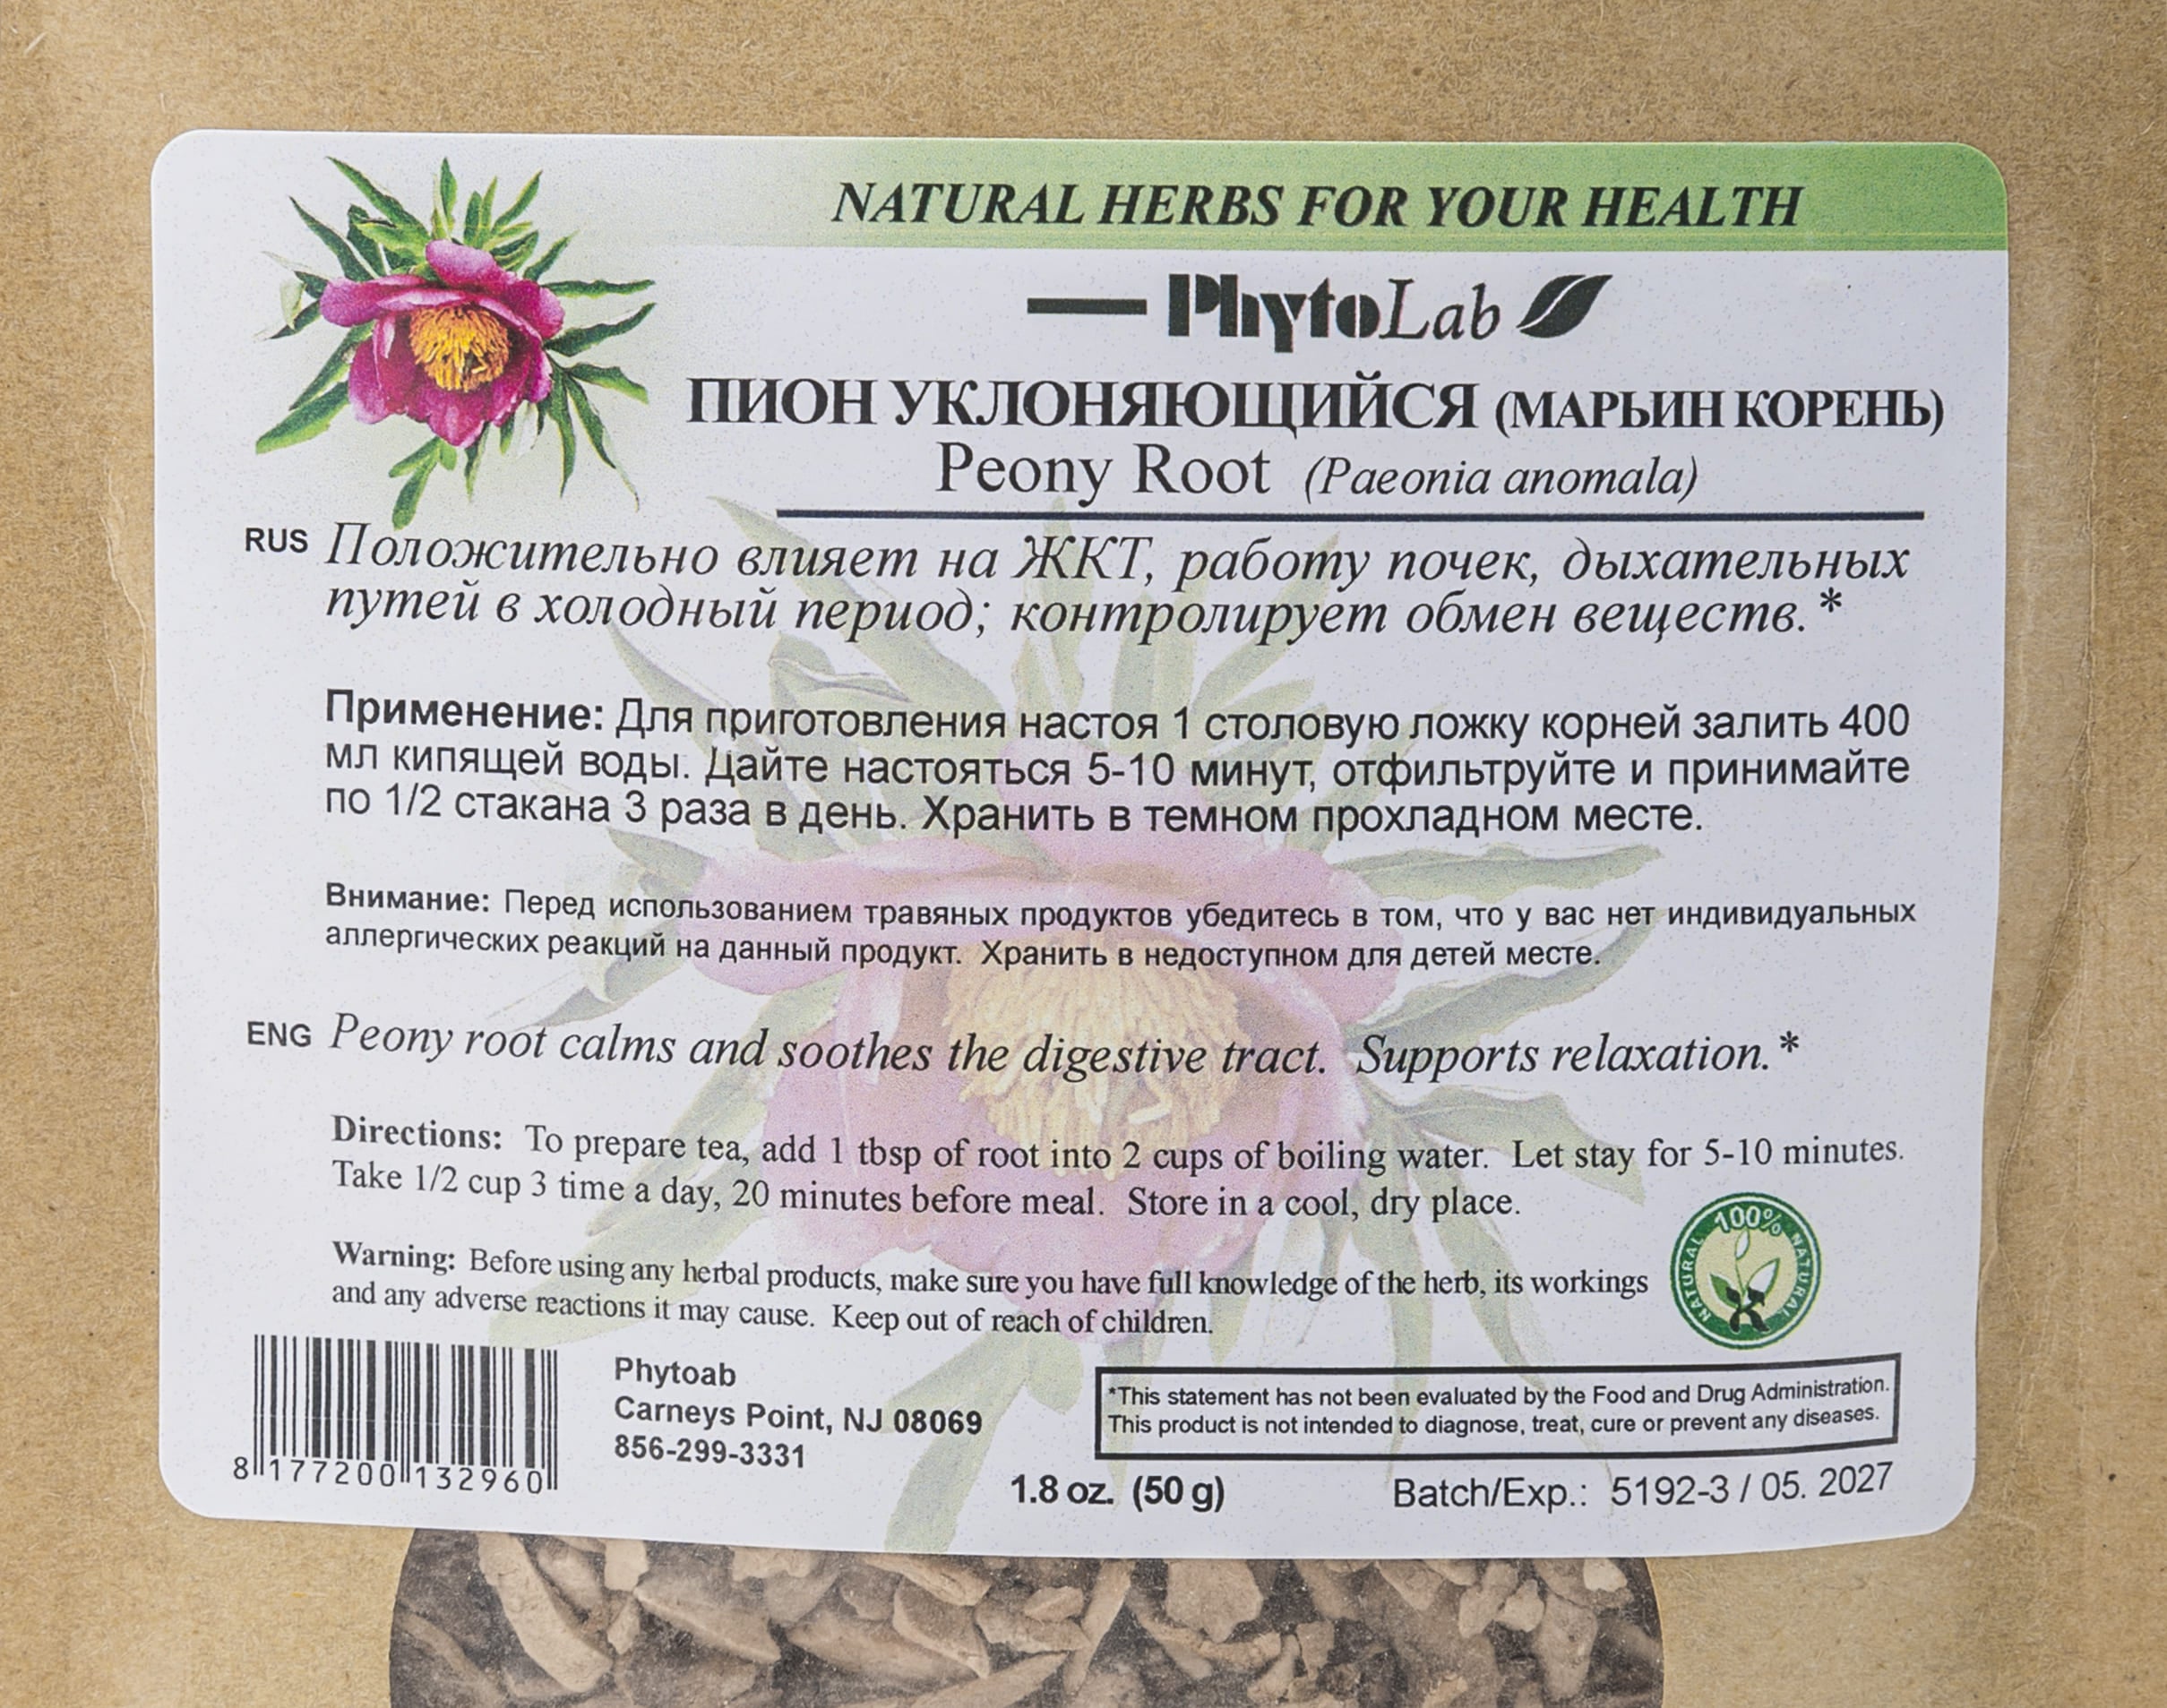 NATURAL HERBS FOR YOUR HEALTH
PhytoLab
ПИОН УКЛОНЯЮЩИЙСЯ (МАРЬИН КОРЕНЬ)
Peony Root (Paeonia anomala)
RUS Положительно влияет на ЖКТ, работу почек, дыхательных
путей в холодный период; контролирует обмен веществ.*
Применение: Для приготовления настоя 1 столовую ложку корней залить 400
мл кипящей воды. Дайте настояться 5-10 минут, отфильтруйте и принимайте
по 1/2 стакана 3 раза в день. Хранить в темном прохладном месте.
Внимание: Перед использованием травяных продуктов убедитесь в том, что у вас нет индивидуальных
аллергических реакций на данный продукт. Хранить в недоступном для детей месте.
ENG Peony root calms and soothes the digestive tract. Supports relaxation.*
Directions: To prepare tea, add 1 tbsp of root into 2 cups of boiling water. Let stay for 5-10 minutes.
Take 1/2 cup 3 time a day, 20 minutes before meal. Store in a cool, dry place.
Warning: Before using any herbal products, make sure you have full knowledge of the herb, its workings
and any adverse reactions it may cause. Keep out of reach of children.
100% NATURAL NATURAL
Phytoab
Carneys Point, NJ 08069
856-299-3331
*This statement has not been evaluated by the Food and Drug Administration.
This product is not intended to diagnose, treat, cure or prevent any diseases.
8 177200 132960
1.8 oz. (50 g)
Batch/Exp.: 5192-3 / 05. 2027